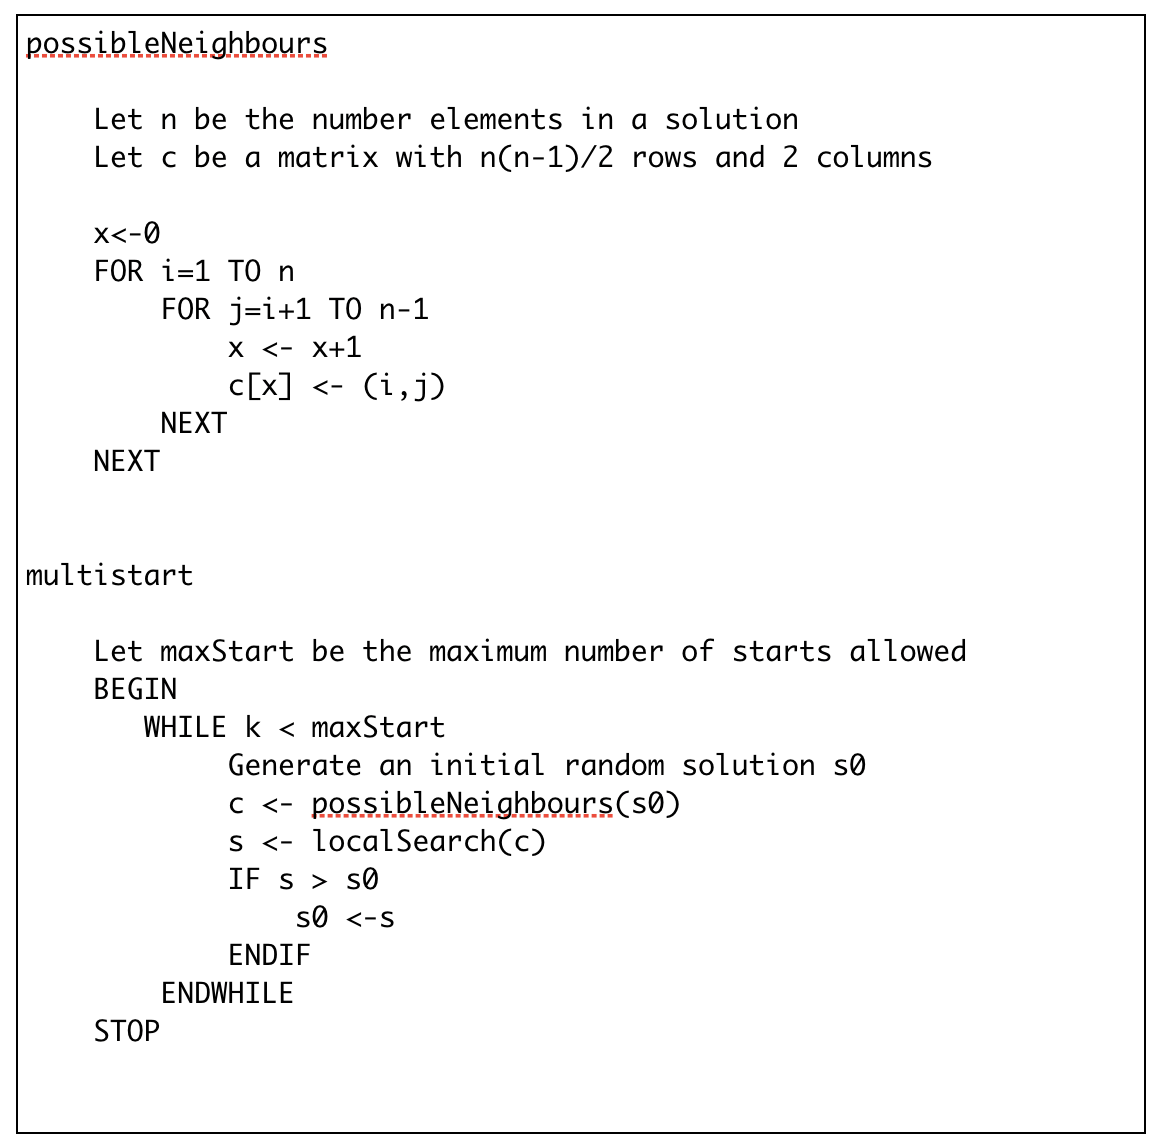 possibleNeighbours
Let n be the number elements in a solution
Let c be a matrix with n(n-1)/2 rows and 2 columns
x<-0
FOR i=1 TO n
FOR j=i+1 TO n-1
x <- x+1
c[x] <- (i,j)
NEXT
NEXT
multistart
Let maxStart be the maximum number of starts allowed
BEGIN
WHILE k < maxStart
Generate an initial random solution s0
c <- possibleNeighbours(s0)
s <- localSearch(c)
IF s > s0
s0 <-s
ENDIF
ENDWHILE
STOP